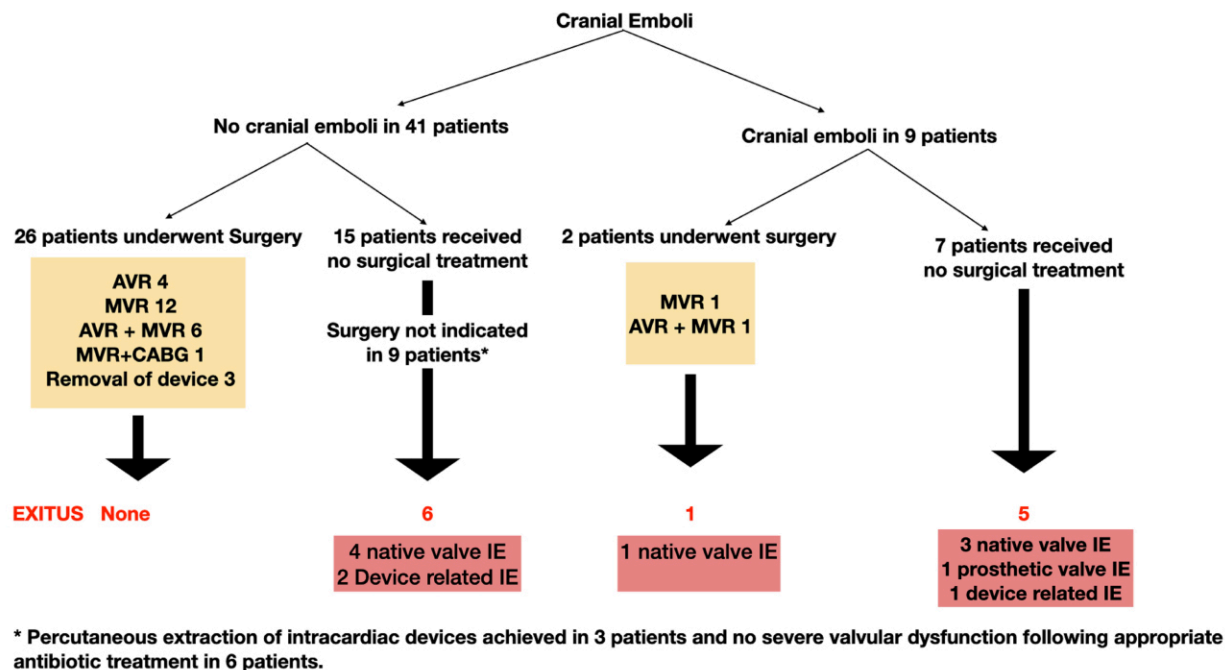 Cranial Emboli
No cranial emboli in 41 patients
Cranial emboli in 9 patients
26 patients underwent Surgery
AVR 4
MVR 12
AVR + MVR 6
MVR+CABG 1
Removal of device 3
15 patients received
no surgical treatment
Surgery not indicated
in 9 patients*
2 patients underwent surgery
MVR 1
AVR + MVR 1
7 patients received
no surgical treatment
EXITUS None
6
1
5
4 native valve IE
2 Device related IE
1 native valve IE
3 native valve IE
1 prosthetic valve IE
1 device related IE
* Percutaneous extraction of intracardiac devices achieved in 3 patients and no severe valvular dysfunction following appropriate
antibiotic treatment in 6 patients.